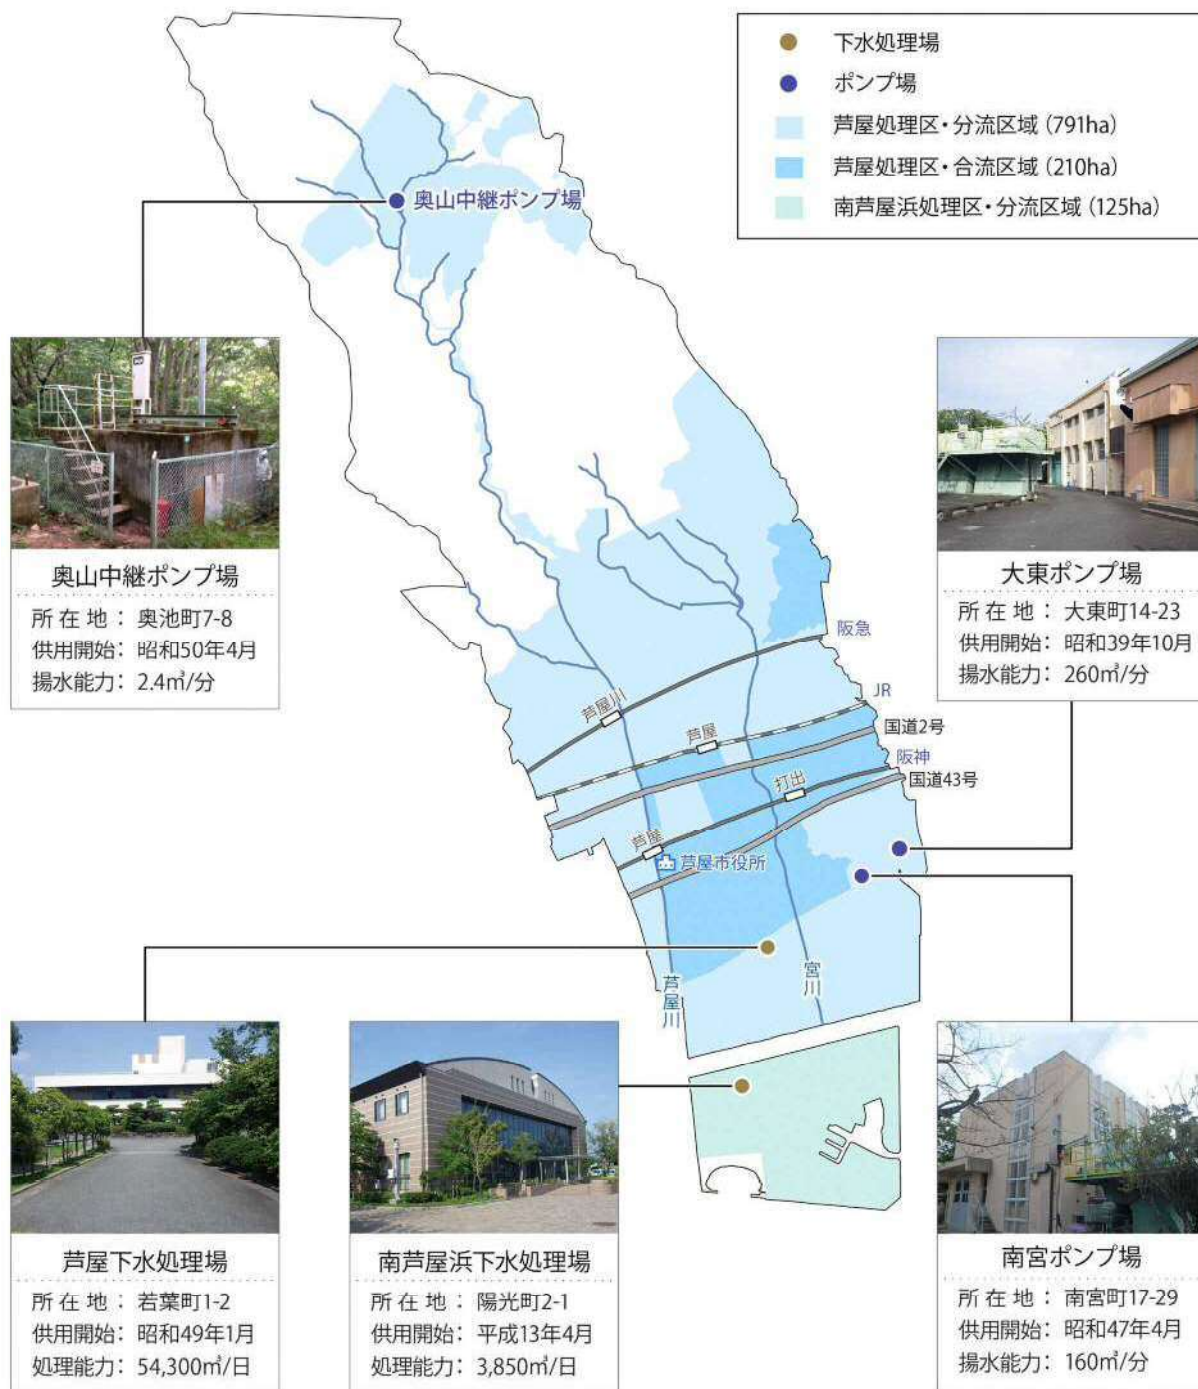 下水処理場
ポンプ場
芦屋処理区・分流区域 (791ha)
芦屋処理区・合流区域 (210ha)
南芦屋浜処理区・分流区域 (125ha)
奥山中継ポンプ場
奥山中継ポンプ場
所在地： 奥池町7-8
供用開始： 昭和50年4月
揚水能力： 2.4㎥/分
大東ポンプ場
所在地： 大東町14-23
供用開始： 昭和39年10月
揚水能力： 260㎥/分
阪急
芦屋川
JR
芦屋
国道2号
阪神
打出
国道43号
芦屋
芦屋市役所
芦屋川
宮川
芦屋下水処理場
所在地： 若葉町1-2
供用開始： 昭和49年1月
処理能力： 54,300㎥/日
南芦屋浜下水処理場
所在地： 陽光町2-1
供用開始： 平成13年4月
処理能力： 3,850㎥/日
南宮ポンプ場
所在地： 南宮町17-29
供用開始： 昭和47年4月
揚水能力： 160㎥/分